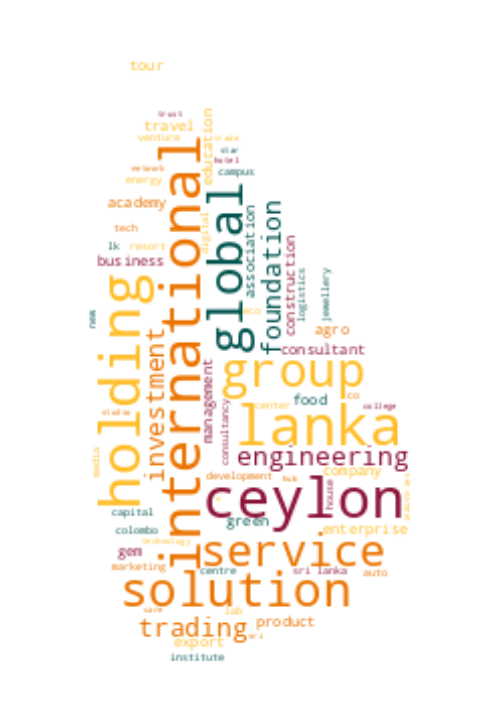 tour
trust
travel
venture
trade
education
international
star
hotel
network
campus
energy
global
academy
foundation
association
tech
digital
lk
resort
construction
business
logistics
jewellery
holding
eco
new
agro
investment
consultant
management
group
co
food
consultancy
center
college
studio
lanka
engineering
media
company
development
hub
house
ceylon
capital
green
colombo
enterprise
technology
service
gem
marketing
centre
sri lanka
auto
solution
care
lab
product
trading
sri
export
institute